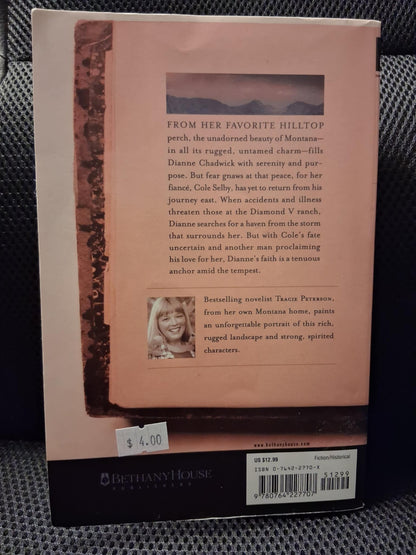 FROM HER FAVORITE HILLTOP
perch, the unadorned beauty of Montana—
in all its rugged, untamed charm—fills
Dianne Chadwick with serenity and pur-
pose. But fear gnaws at that peace, for her
fiancé, Cole Selby, has yet to return from his
journey east. When accidents and illness
threaten those at the Diamond V ranch,
Dianne searches for a haven from the storm
that surrounds her. But with Cole's fate
uncertain and another man proclaiming
his love for her, Dianne's faith is a tenuous
anchor amid the tempest.
Bestselling novelist TRACIE PETERSON,
from her own Montana home, paints
an unforgettable portrait of this rich,
rugged landscape and strong, spirited
characters.
$ 4.00
www.bethanyhouse.com
BETHANYHOUSE
PUBLISHERS
US $12.99
Fiction/Historical
ISBN 0-7642-2770-X
51299
9 780764 227707